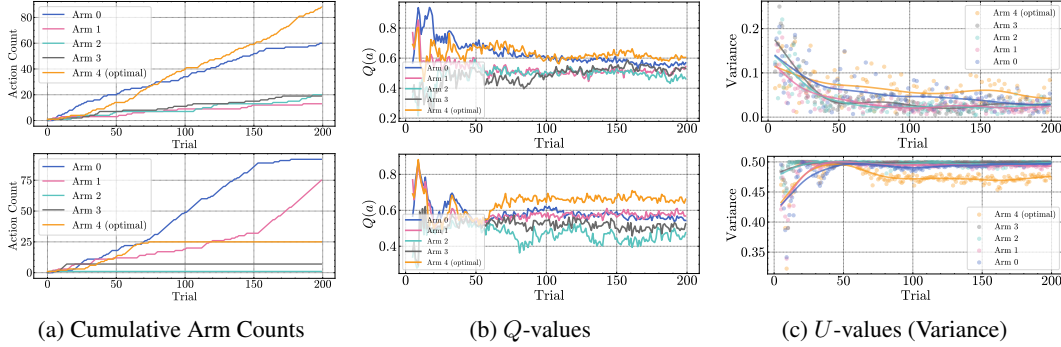 Action Count
80
60
40
20
0
Arm 0
Arm 1
Arm 2
Arm 3
Arm 4 (optimal)
0 50 100 150 200
Trial
Q(a)
0.8
0.6
0.4
0.2
Arm 0
Arm 1
Arm 2
Arm 3
Arm 4 (optimal)
0 50 100 150 200
Trial
Variance
0.2
0.1
0.0
Arm 4 (optimal)
Arm 3
Arm 2
Arm 1
Arm 0
0 50 100 150 200
Trial
Action Count
75
50
25
0
Arm 0
Arm 1
Arm 2
Arm 3
Arm 4 (optimal)
0 50 100 150 200
Trial
Q(a)
0.8
0.6
0.4
Arm 0
Arm 1
Arm 2
Arm 3
Arm 4 (optimal)
0 50 100 150 200
Trial
Variance
0.50
0.45
0.40
0.35
Arm 4 (optimal)
Arm 3
Arm 2
Arm 1
Arm 0
0 50 100 150 200
Trial
(a) Cumulative Arm Counts
(b) Q-values
(c) U-values (Variance)